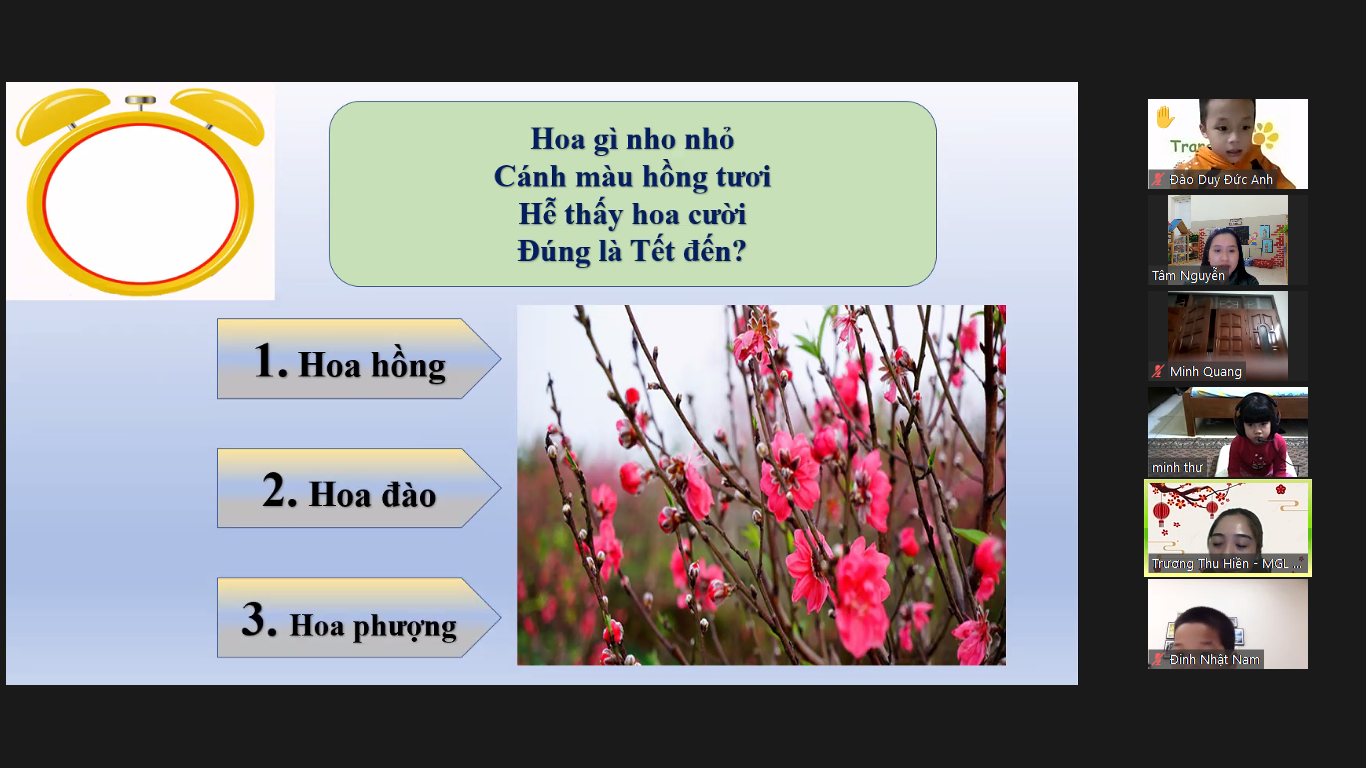 Hoa gì nho nhỏ
Cánh màu hồng tươi
Hễ thấy hoa cười
Đúng là Tết đến?
1. Hoa hồng
2. Hoa đào
3. Hoa phượng
Đào Duy Đức Anh
Tâm Nguyễn
Minh Quang
minh thư
Trương Thu Hiền - MGL ...
Đinh Nhật Nam